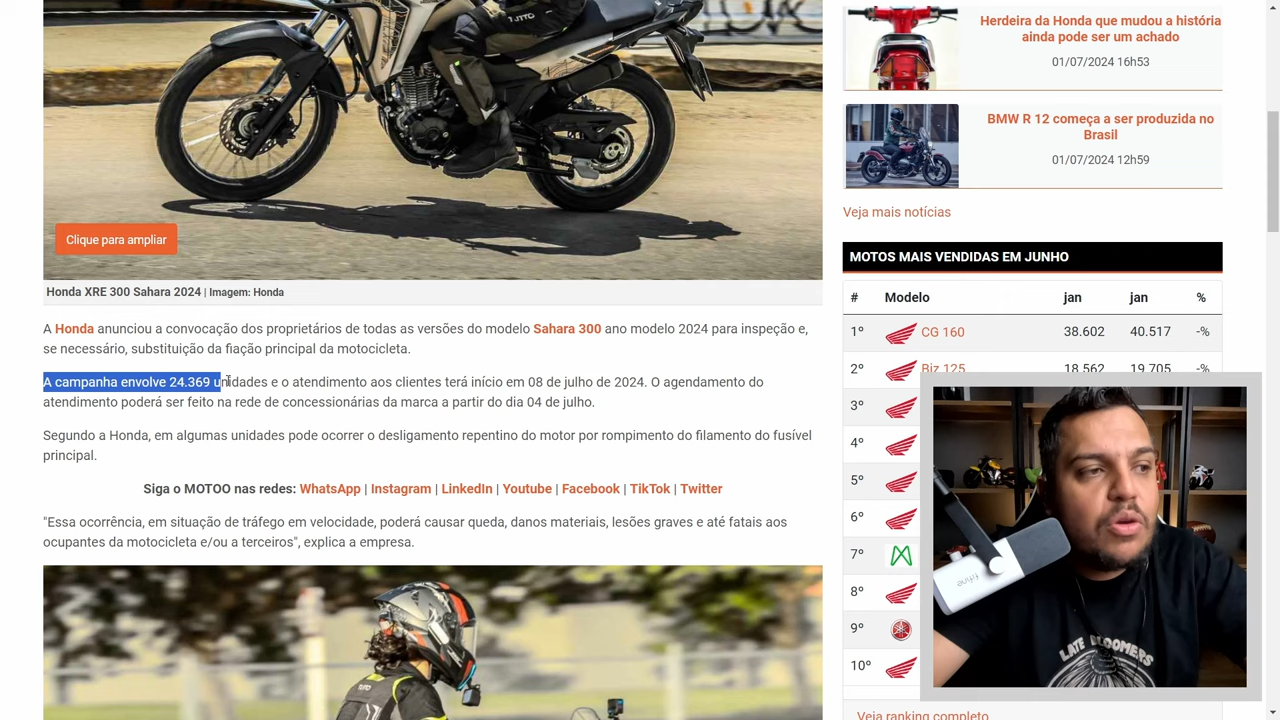 Clique para ampliar
Honda XRE 300 Sahara 2024 | Imagem: Honda
A Honda anunciou a convocação dos proprietários de todas as versões do modelo Sahara 300 ano modelo 2024 para inspeção e,
se necessário, substituição da fiação principal da motocicleta.
A campanha envolve 24.369 unidades e o atendimento aos clientes terá início em 08 de julho de 2024. O agendamento do
atendimento poderá ser feito na rede de concessionárias da marca a partir do dia 04 de julho.
Segundo a Honda, em algumas unidades pode ocorrer o desligamento repentino do motor por rompimento do filamento do fusível
principal.
Siga o MOTOO nas redes: WhatsApp | Instagram | LinkedIn | Youtube | Facebook | TikTok | Twitter
"Essa ocorrência, em situação de tráfego em velocidade, poderá causar queda, danos materiais, lesões graves e até fatais aos
ocupantes da motocicleta e/ou a terceiros", explica a empresa.
Herdeira da Honda que mudou a história
ainda pode ser um achado
01/07/2024 16h53
BMW R 12 começa a ser produzida no
Brasil
01/07/2024 12h59
Veja mais notícias
MOTOS MAIS VENDIDAS EM JUNHO
# Modelo jan jan %
1º CG 160 38.602 40.517 -%
2º Biz 125 18.562 19.705 -%
3º
4º
5º
6º
7º
8º
9º
10º
Veja ranking completo
fifine
LATE BLOOMERS